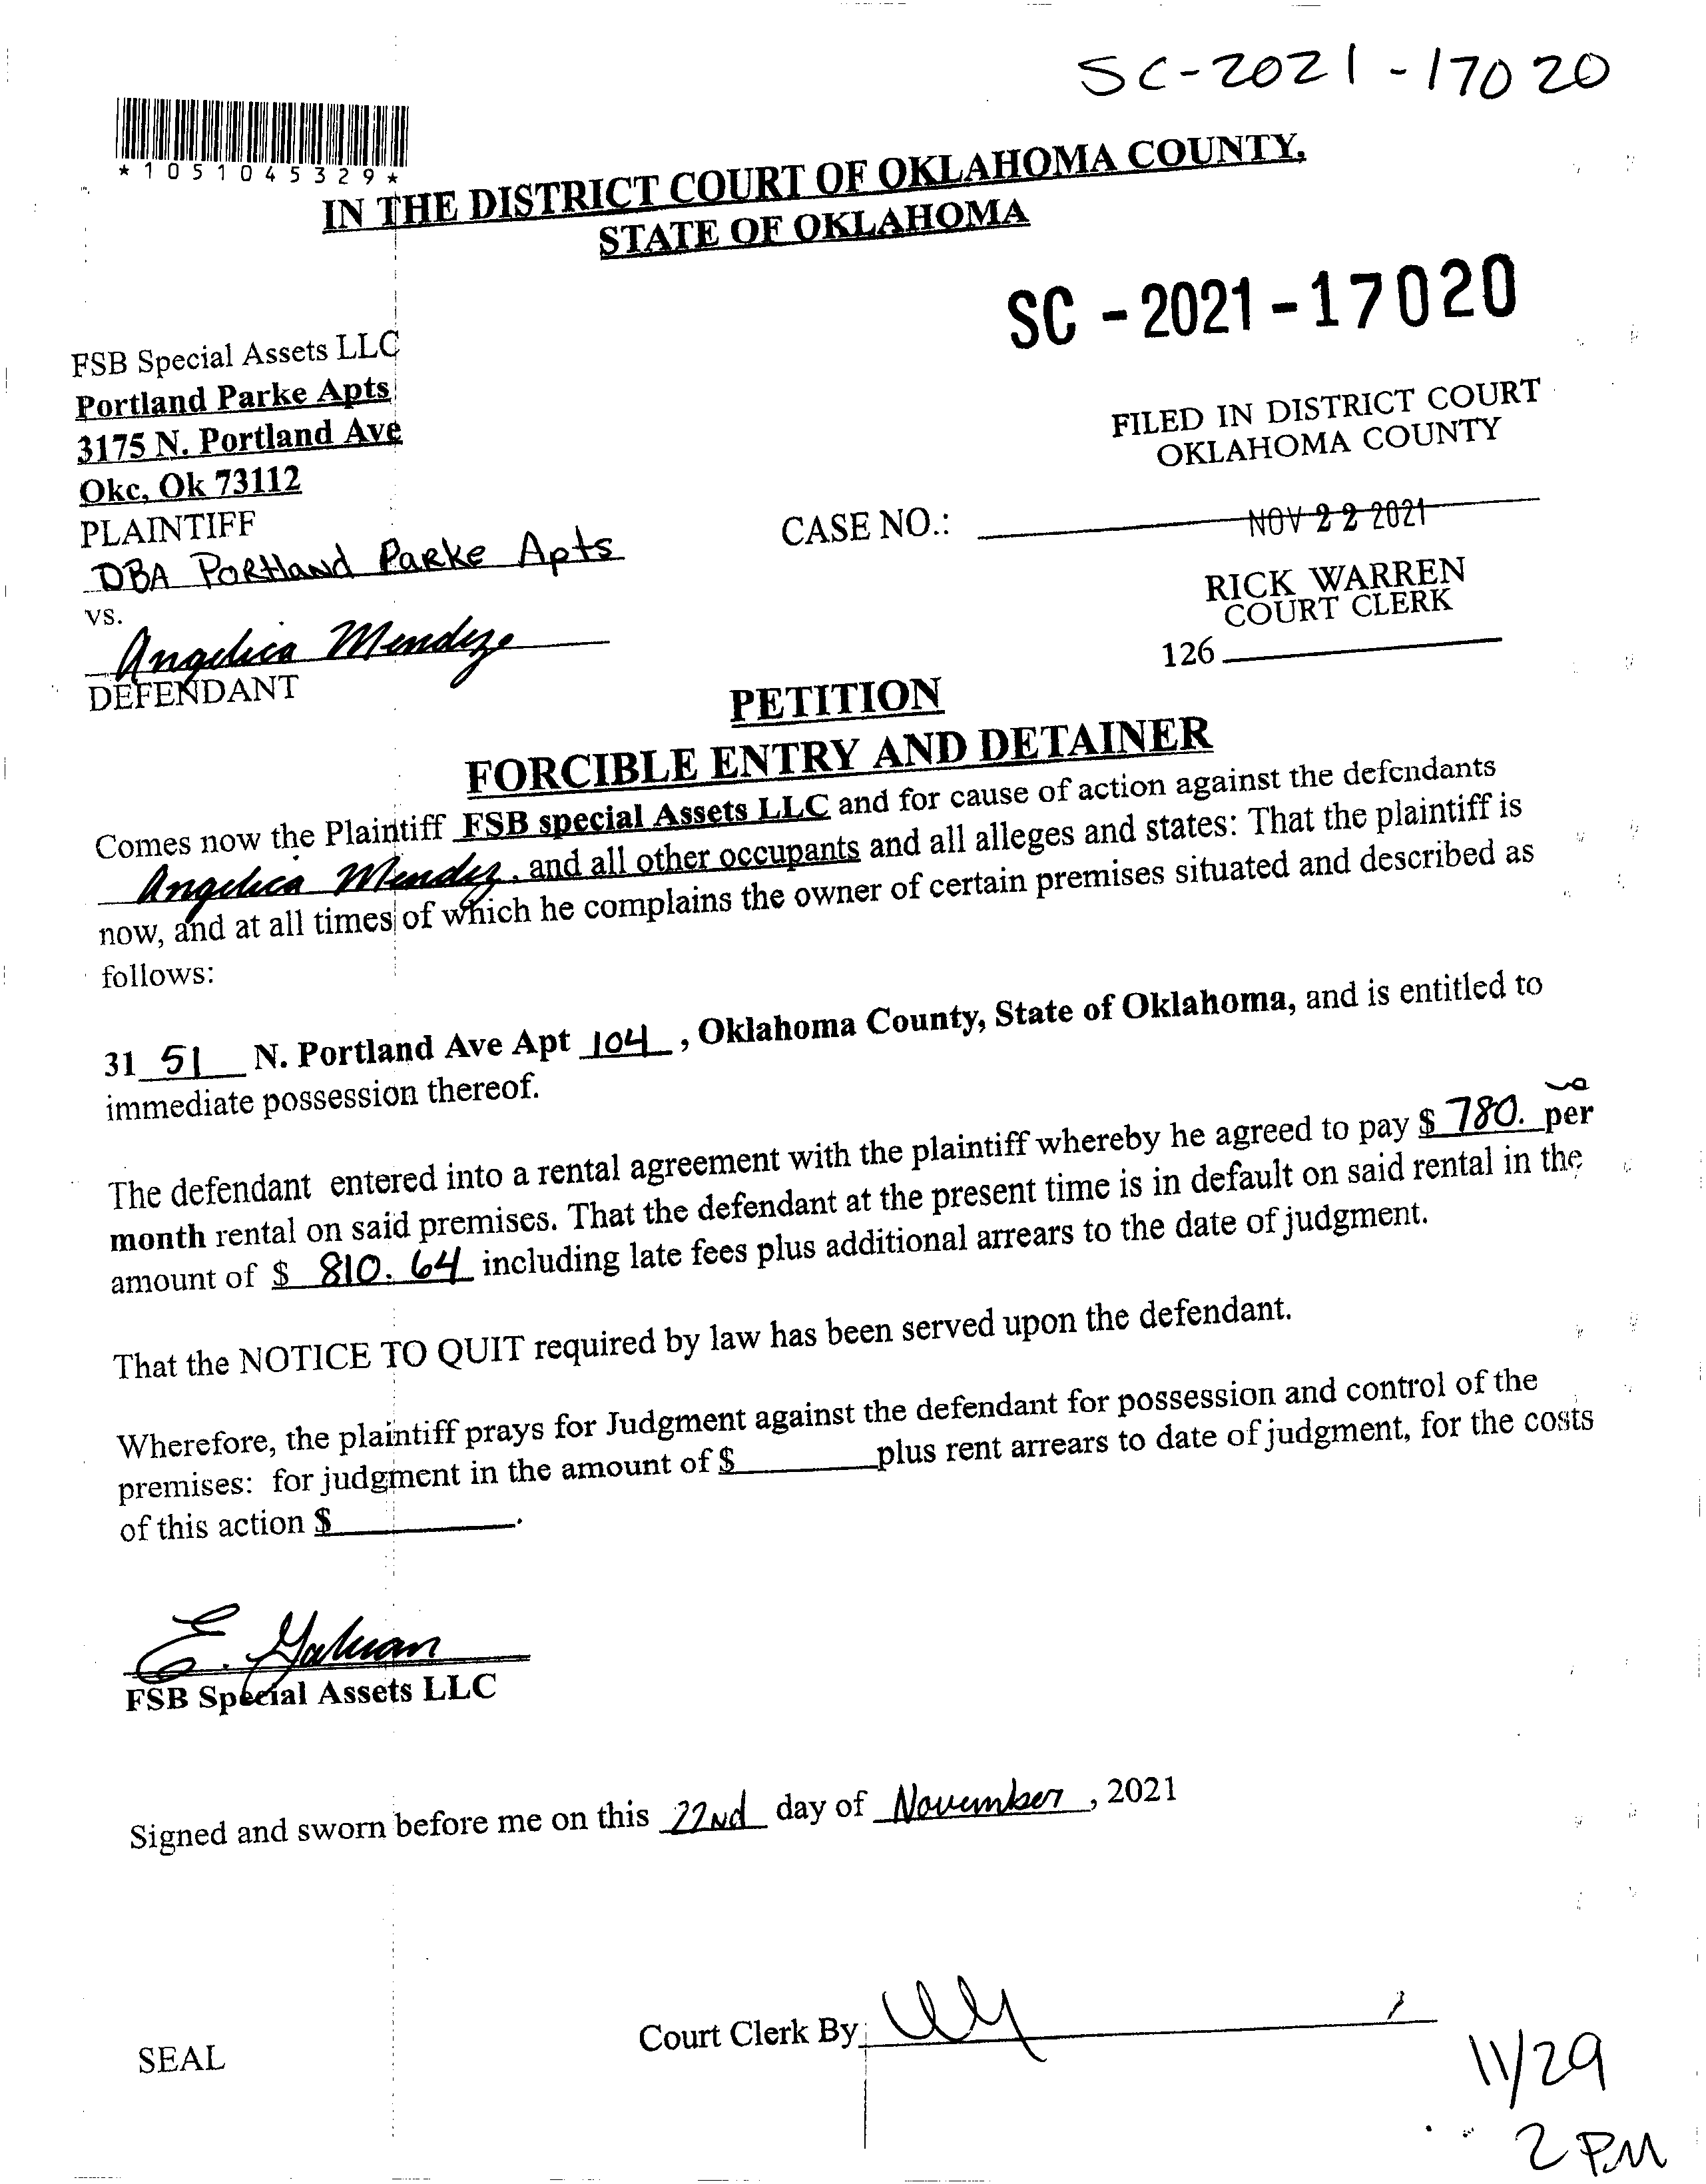 SC-2021-17020
*1051045329*
IN THE DISTRICT COURT OF OKLAHOMA COUNTY,
STATE OF OKLAHOMA
SC-2021-17020
FSB Special Assets LLC
Portland Parke Apts
3175 N. Portland Ave
Okc, Ok 73112
PLAINTIFF
DBA Portland Parke Apts
vs.
Angelica Mendez
DEFENDANT
FILED IN DISTRICT COURT
OKLAHOMA COUNTY
CASE NO.: NOV 22 2021
RICK WARREN
COURT CLERK
126
PETITION
FORCIBLE ENTRY AND DETAINER
Comes now the Plaintiff FSB special Assets LLC and for cause of action against the defendants
Angelica Mendez, and all other occupants and all alleges and states: That the plaintiff is
now, and at all times of which he complains the owner of certain premises situated and described as
follows:
31 51 N. Portland Ave Apt 104, Oklahoma County, State of Oklahoma, and is entitled to
immediate possession thereof.
The defendant entered into a rental agreement with the plaintiff whereby he agreed to pay $ 780. per
month rental on said premises. That the defendant at the present time is in default on said rental in the
amount of $ 810.64 including late fees plus additional arrears to the date of judgment.
That the NOTICE TO QUIT required by law has been served upon the defendant.
Wherefore, the plaintiff prays for Judgment against the defendant for possession and control of the
premises: for judgment in the amount of $ plus rent arrears to date of judgment, for the costs
of this action $ .
FSB Special Assets LLC
Signed and sworn before me on this 22nd day of November, 2021
SEAL
Court Clerk By
11/29
2 PM